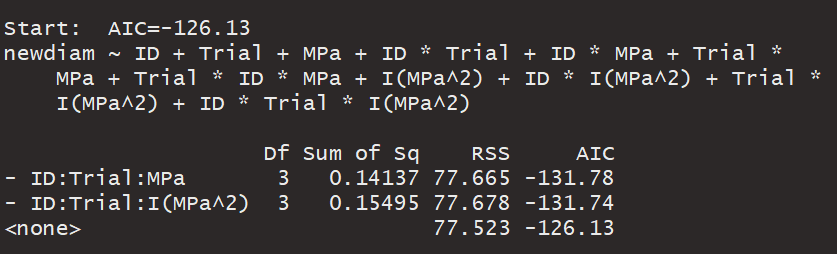 Start:  AIC=-126.13
newdiam ~ ID + Trial + MPa + ID * Trial + ID * MPa + Trial *
    MPa + Trial * ID * MPa + I(MPa^2) + ID * I(MPa^2) + Trial *
    I(MPa^2) + ID * Trial * I(MPa^2)

                    Df Sum of Sq    RSS     AIC
- ID:Trial:MPa       3   0.14137 77.665 -131.78
- ID:Trial:I(MPa^2)  3   0.15495 77.678 -131.74
<none>                           77.523 -126.13